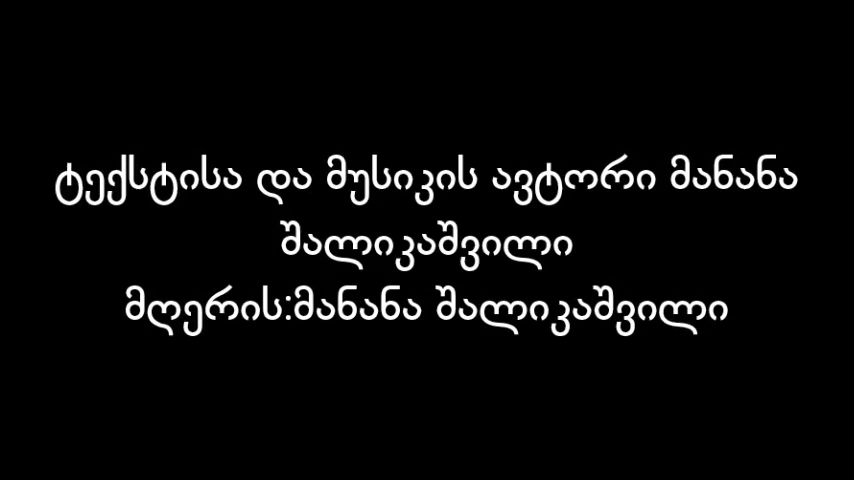 ტექსტისა და მუსიკის ავტორი მანანა
შალიკაშვილი
მღერის:მანანა შალიკაშვილი